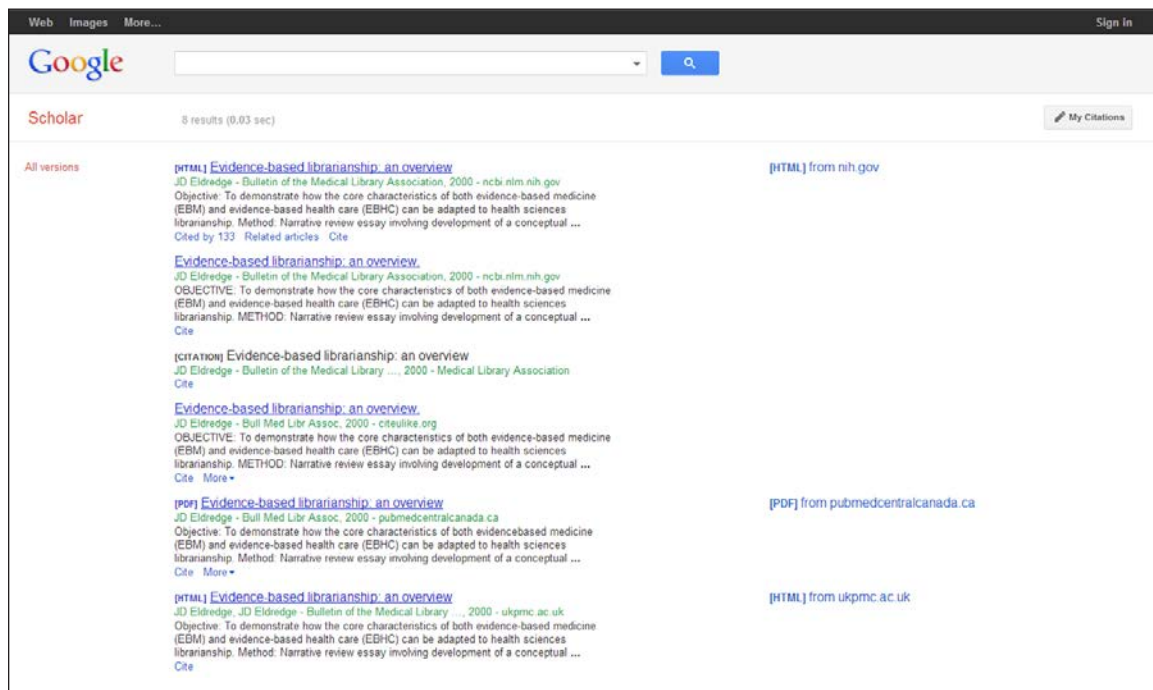 Web Images More... Sign in
Google
Scholar 8 results (0.03 sec) My Citations
All versions
[HTML] Evidence-based librarianship: an overview [HTML] from nih.gov
JD Eldredge - Bulletin of the Medical Library Association, 2000 - ncbi.nlm.nih.gov
Objective: To demonstrate how the core characteristics of both evidence-based medicine
(EBM) and evidence-based health care (EBHC) can be adapted to health sciences
librarianship. Method: Narrative review essay involving development of a conceptual ...
Cited by 133 Related articles Cite
Evidence-based librarianship: an overview.
JD Eldredge - Bulletin of the Medical Library Association, 2000 - ncbi.nlm.nih.gov
OBJECTIVE: To demonstrate how the core characteristics of both evidence-based medicine
(EBM) and evidence-based health care (EBHC) can be adapted to health sciences
librarianship. METHOD: Narrative review essay involving development of a conceptual ...
Cite
[CITATION] Evidence-based librarianship: an overview
JD Eldredge - Bulletin of the Medical Library ..., 2000 - Medical Library Association
Cite
Evidence-based librarianship: an overview.
JD Eldredge - Bull Med Libr Assoc, 2000 - citeulike.org
OBJECTIVE: To demonstrate how the core characteristics of both evidence-based medicine
(EBM) and evidence-based health care (EBHC) can be adapted to health sciences
librarianship. METHOD: Narrative review essay involving development of a conceptual ...
Cite More
[PDF] Evidence-based librarianship: an overview [PDF] from pubmedcentralcanada.ca
JD Eldredge - Bull Med Libr Assoc, 2000 - pubmedcentralcanada.ca
Objective: To demonstrate how the core characteristics of both evidencebased medicine
(EBM) and evidence-based health care (EBHC) can be adapted to health sciences
librarianship. Method: Narrative review essay involving development of a conceptual ...
Cite More
[HTML] Evidence-based librarianship: an overview [HTML] from ukpmc.ac.uk
JD Eldredge, JD Eldredge - Bulletin of the Medical Library ..., 2000 - ukpmc.ac.uk
Objective: To demonstrate how the core characteristics of both evidence-based medicine
(EBM) and evidence-based health care (EBHC) can be adapted to health sciences
librarianship. Method: Narrative review essay involving development of a conceptual ...
Cite